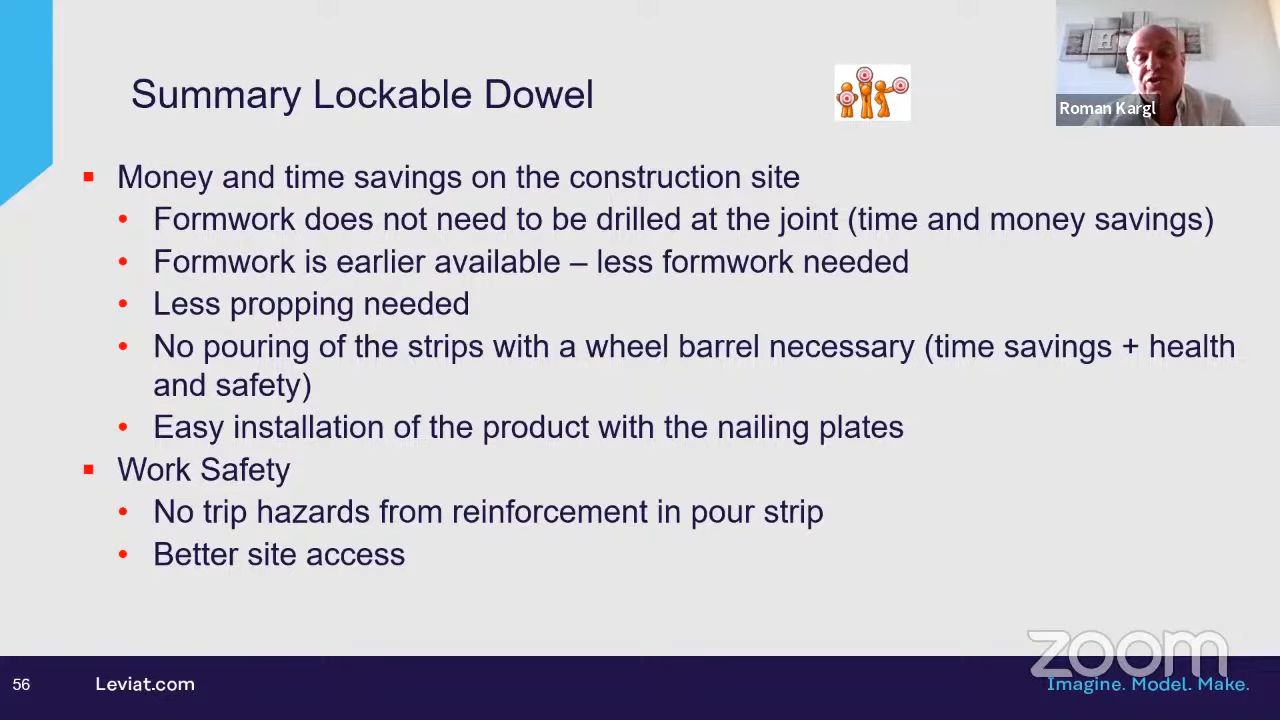 Summary Lockable Dowel
H
Roman Kargl
Money and time savings on the construction site
Formwork does not need to be drilled at the joint (time and money savings)
Formwork is earlier available – less formwork needed
Less propping needed
No pouring of the strips with a wheel barrel necessary (time savings + health
and safety)
Easy installation of the product with the nailing plates
Work Safety
No trip hazards from reinforcement in pour strip
Better site access
zoom
56
Leviat.com
Imagine. Model. Make.